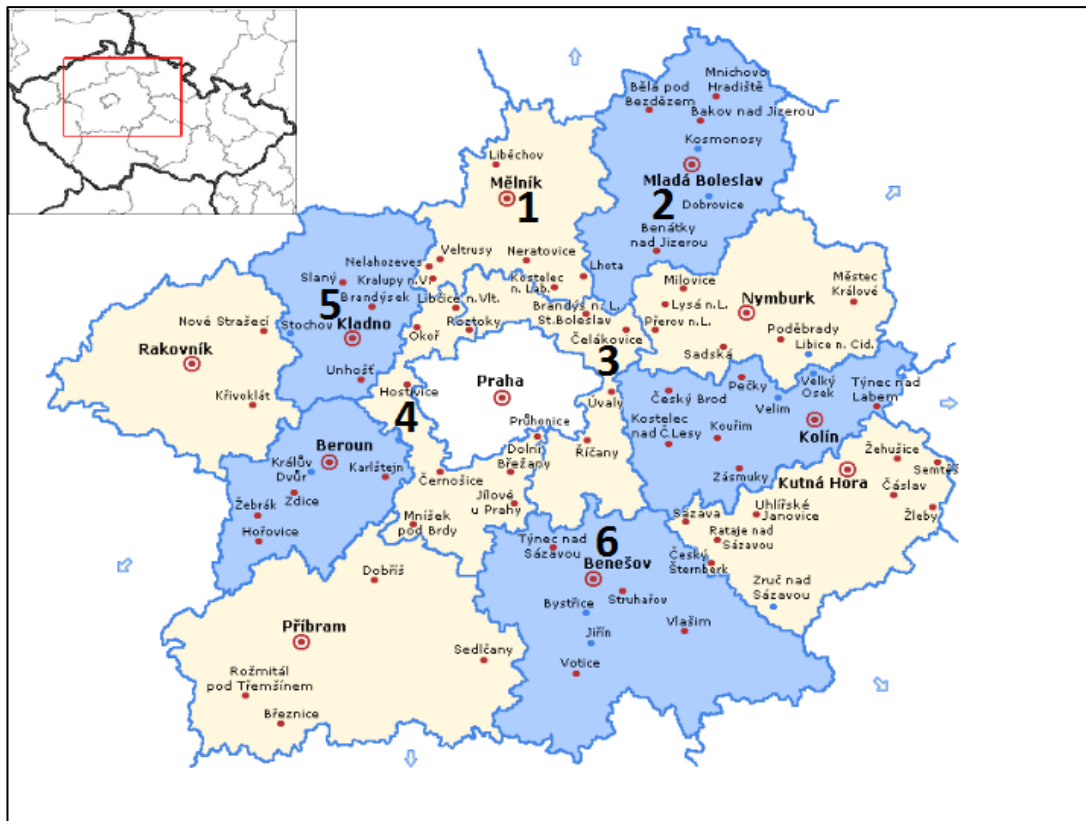 Mnichovo
Hradiště
Bělá pod
Bezdězem
Bakov nad Jizerou
Kosmonosy
Liběchov
Mělník
1
Mladá Boleslav
2
Dobrovice
Benátky
nad Jizerou
Veltrusy
Neratovice
Nelahozeves
Lhota
Slaný
Kralupy n.V.
Kostelec
n. Lab.
Milovice
Městec
Králové
5
Brandýsek
Libčice n.Vlt.
Brandýs n. L.
St.Boleslav
Lysá n.L.
Nymburk
Nové Strašecí
Stochov
Kladno
Okoř
Roztoky
Čelákovice
Přerov n.L.
Poděbrady
Libice n. Cid.
Rakovník
Sadská
3
Unhošť
Hostivice
Praha
Pečky
Velký
Osek
Týnec nad
Labem
Křivoklát
4
Úvaly
Český Brod
Velim
Průhonice
Kostelec
nad Č.Lesy
Kouřim
Kolín
Beroun
Říčany
Králův
Dvůr
Karlštejn
Dolní
Břežany
Žehušice
Semtěš
Černošice
Zásmuky
Kutná Hora
Čáslav
Zdice
Žebrák
Jílové
u Prahy
Uhlířské
Janovice
Žleby
Hořovice
Mníšek
pod Brdy
Sázava
Rataje nad
Sázavou
Týnec nad
Sázavou
6
Benešov
Český
Šternberk
Dobříš
Struhařov
Zruč nad
Sázavou
Bystřice
Příbram
Jiřín
Vlašim
Sedlčany
Votice
Rožmitál
pod Třemšínem
Březnice